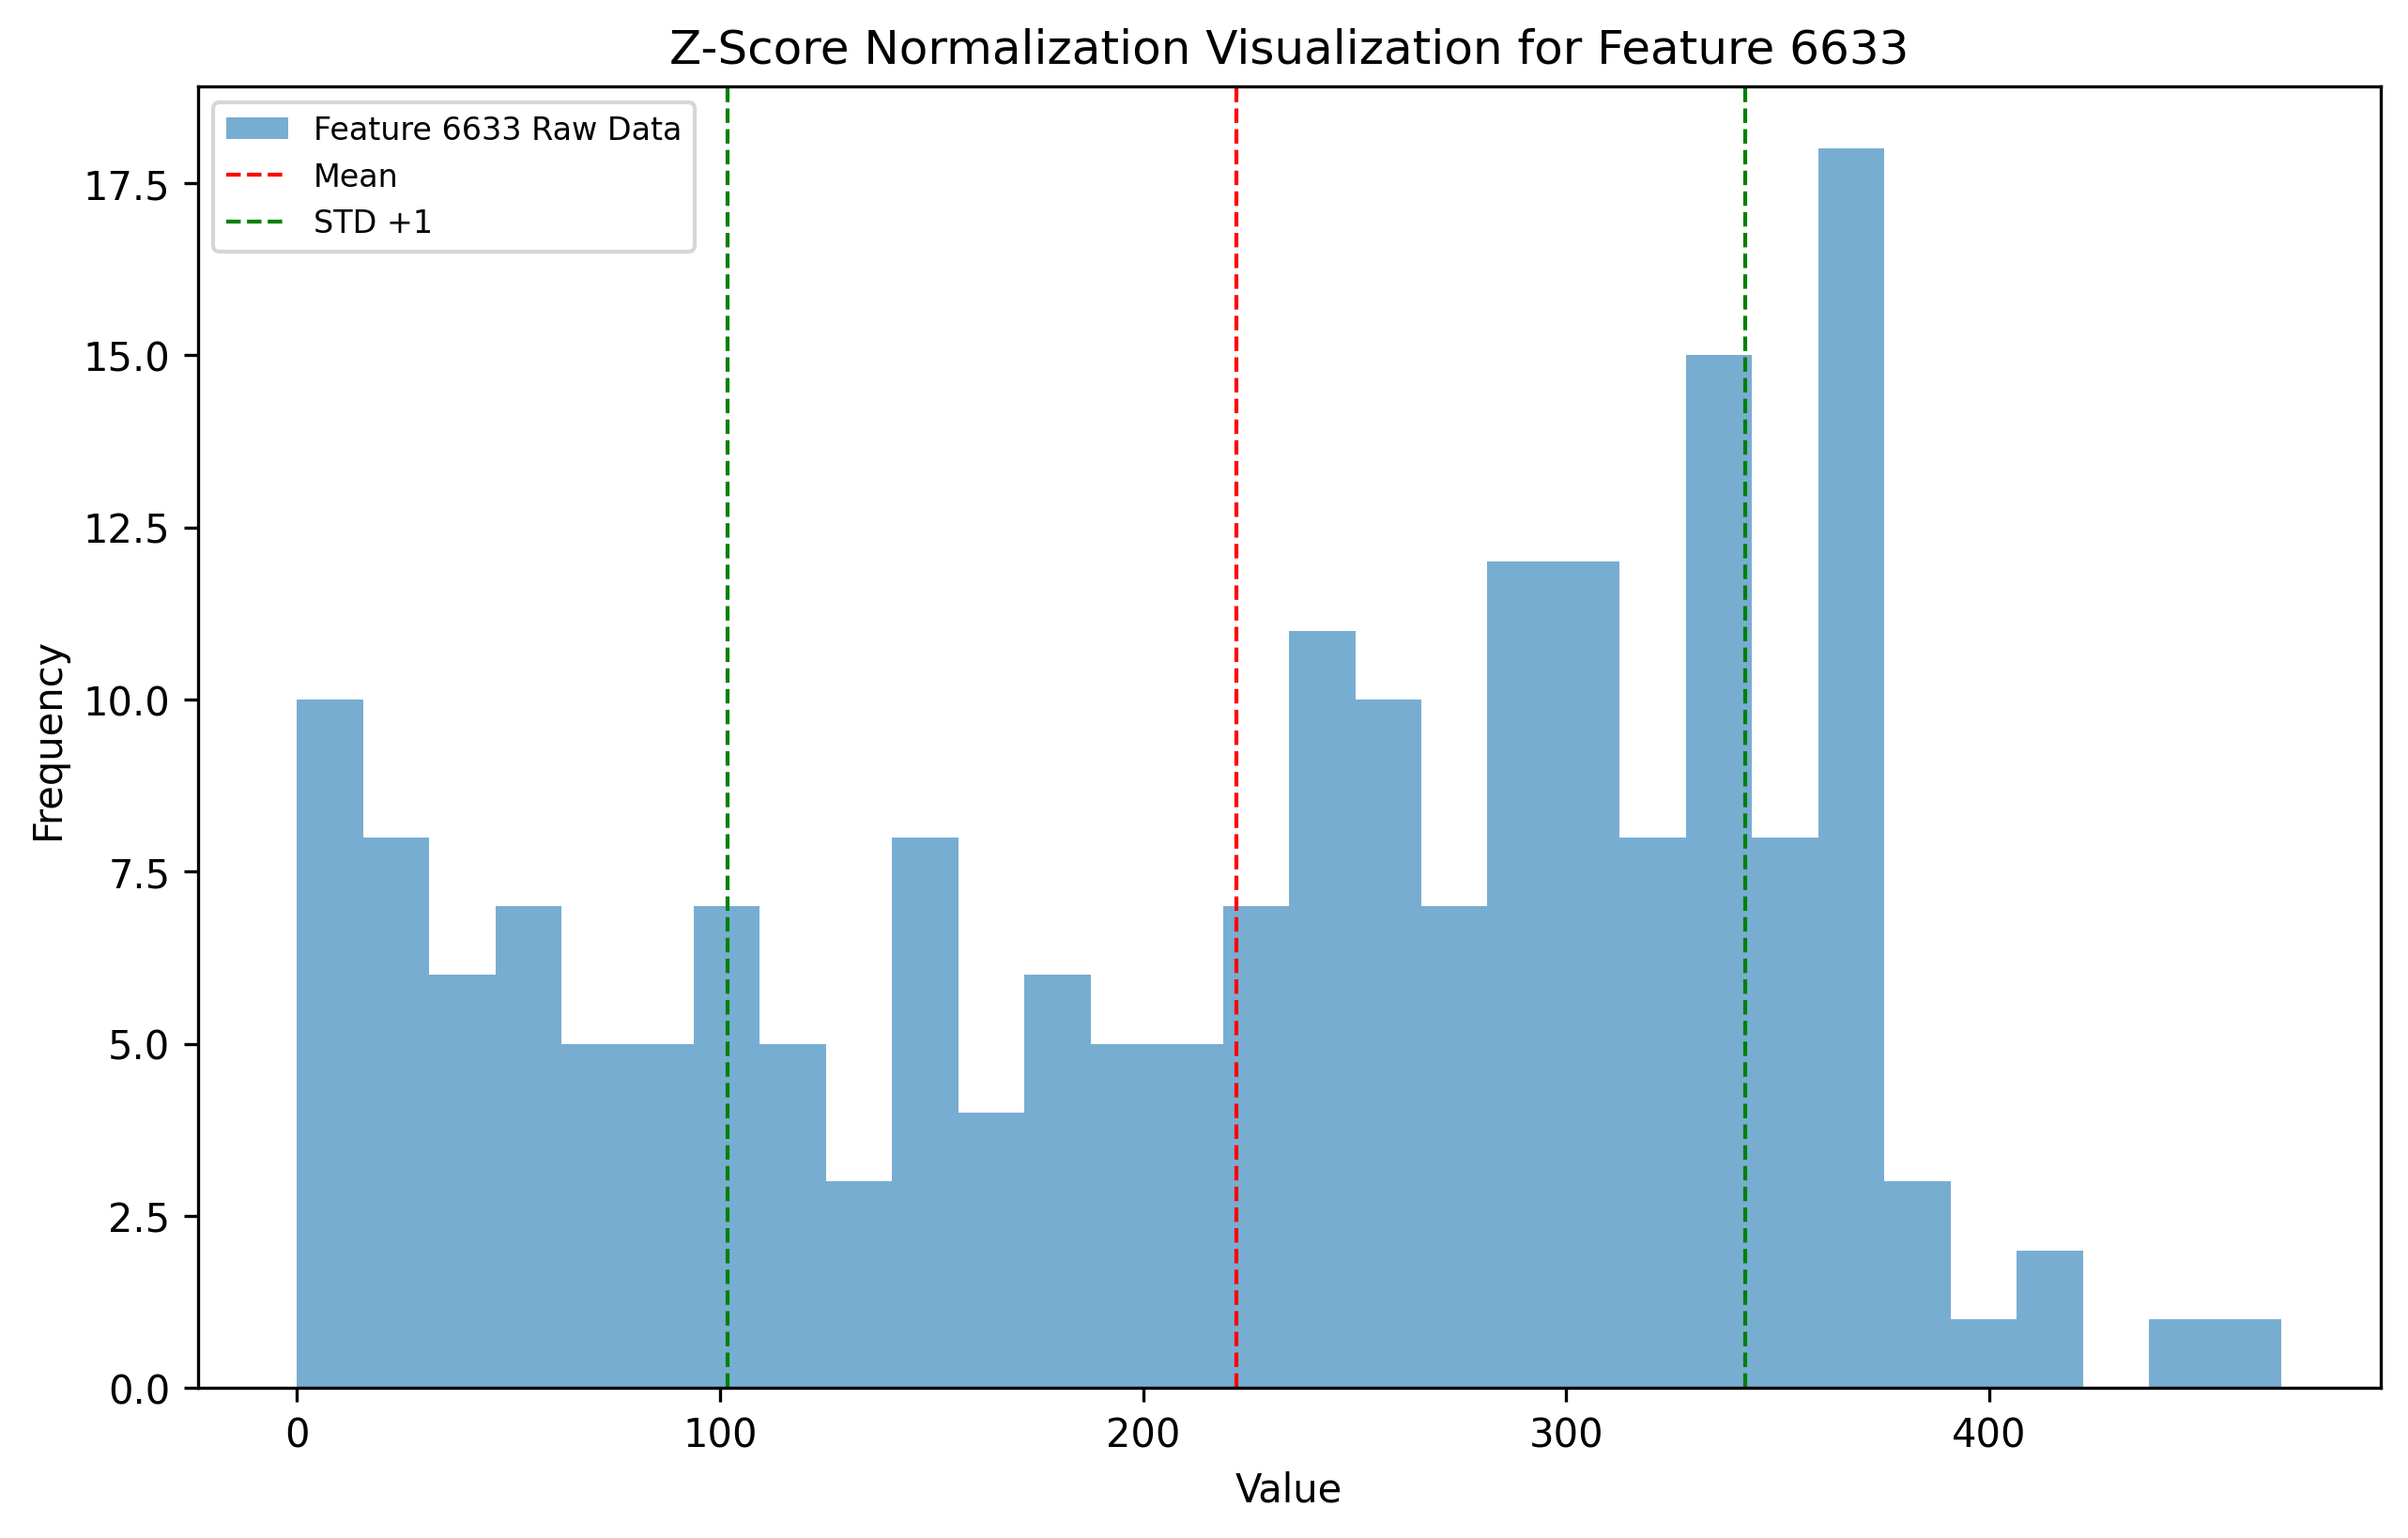 Z-Score Normalization Visualization for Feature 6633
Feature 6633 Raw Data
Mean
STD +1
17.5
15.0
12.5
10.0
7.5
5.0
2.5
0.0
Frequency
0 100 200 300 400
Value